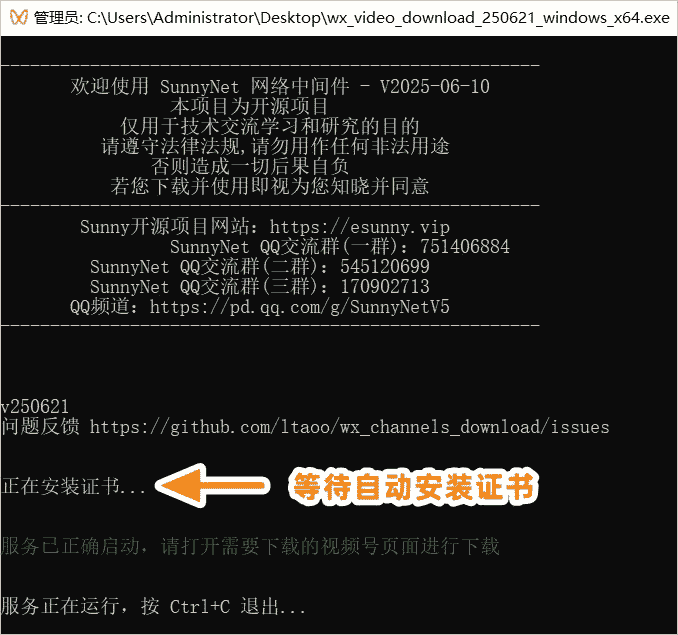 管理员: C:\Users\Administrator\Desktop\wx_video_download_250621_windows_x64.exe
------------------------------------------------------
欢迎使用 SunnyNet 网络中间件 - V2025-06-10
本项目为开源项目
仅用于技术交流学习和研究的目的
请遵守法律法规,请勿用作任何非法用途
否则造成一切后果自负
若您下载并使用即视为您知晓并同意
------------------------------------------------------
Sunny开源项目网站：https://esunny.vip
SunnyNet QQ交流群(一群)：751406884
SunnyNet QQ交流群(二群)：545120699
SunnyNet QQ交流群(三群)：170902713
QQ频道：https://pd.qq.com/g/SunnyNetV5
------------------------------------------------------
v250621
问题反馈 https://github.com/ltaoo/wx_channels_download/issues
正在安装证书...
等待自动安装证书
服务已正确启动，请打开需要下载的视频号页面进行下载
服务正在运行，按 Ctrl+C 退出...